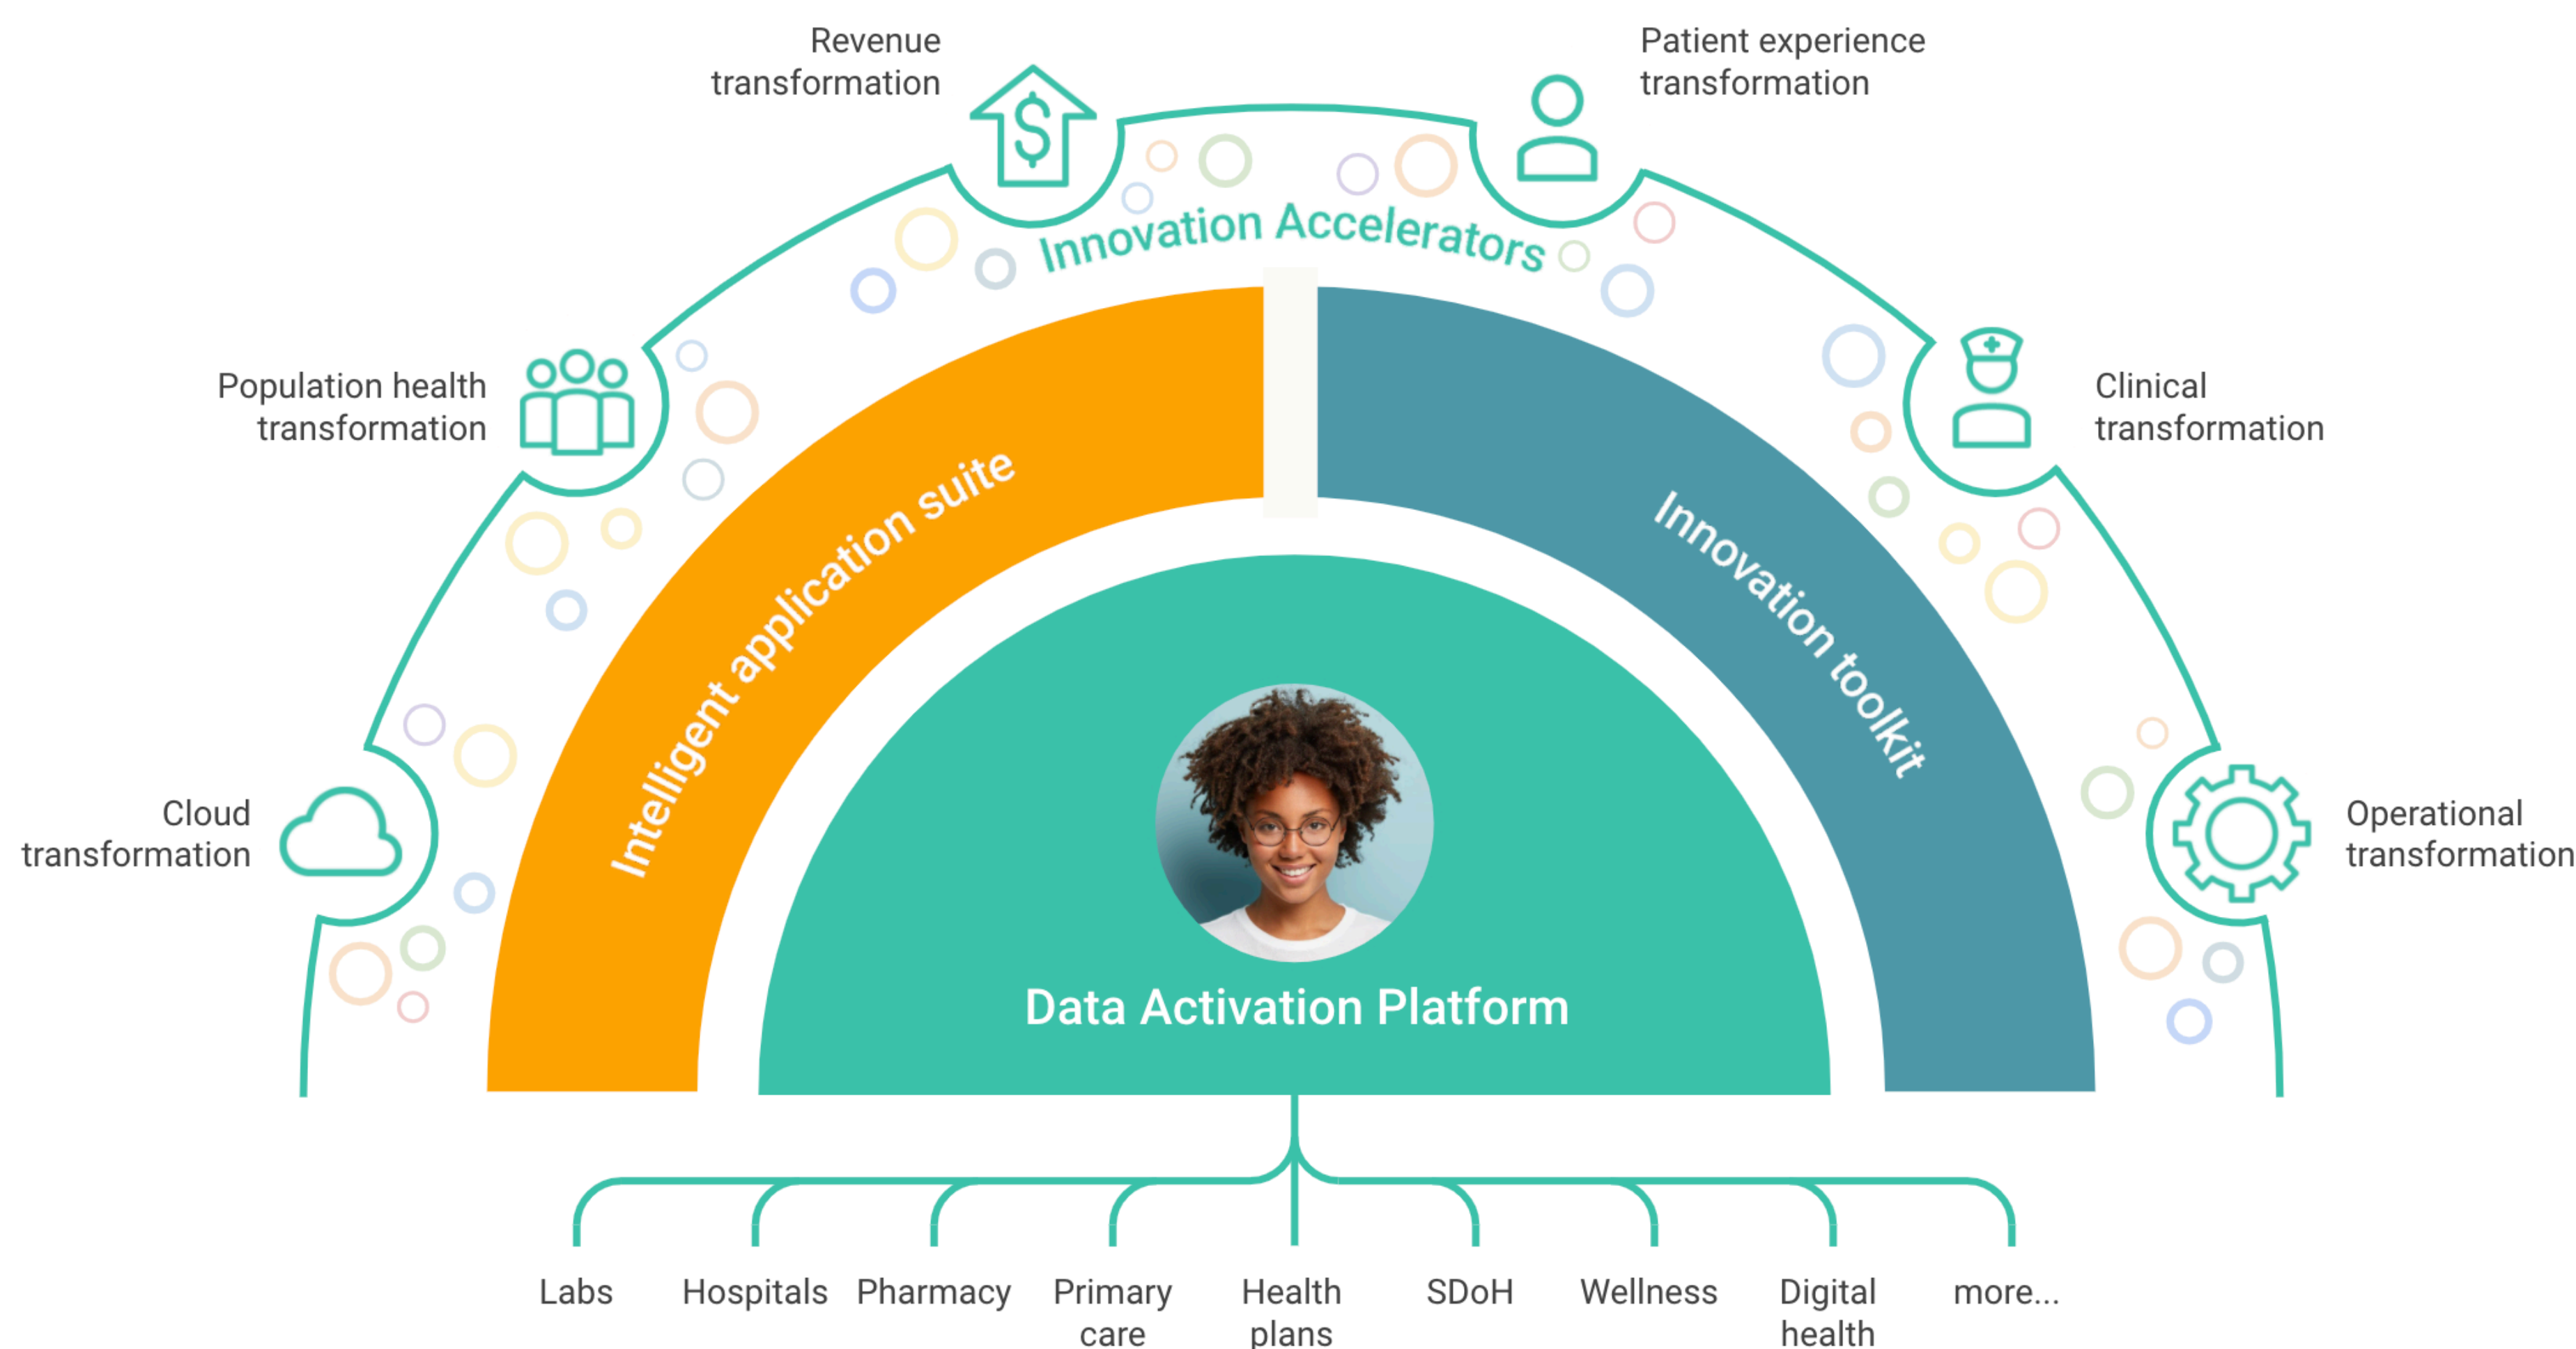 Revenue
transformation
Patient experience
transformation
Innovation Accelerators
Population health
transformation
Clinical
transformation
Intelligent application suite
Innovation toolkit
Cloud
transformation
Operational
transformation
Data Activation Platform
Labs
Hospitals
Pharmacy
Primary
care
Health
plans
SDoH
Wellness
Digital
health
more...